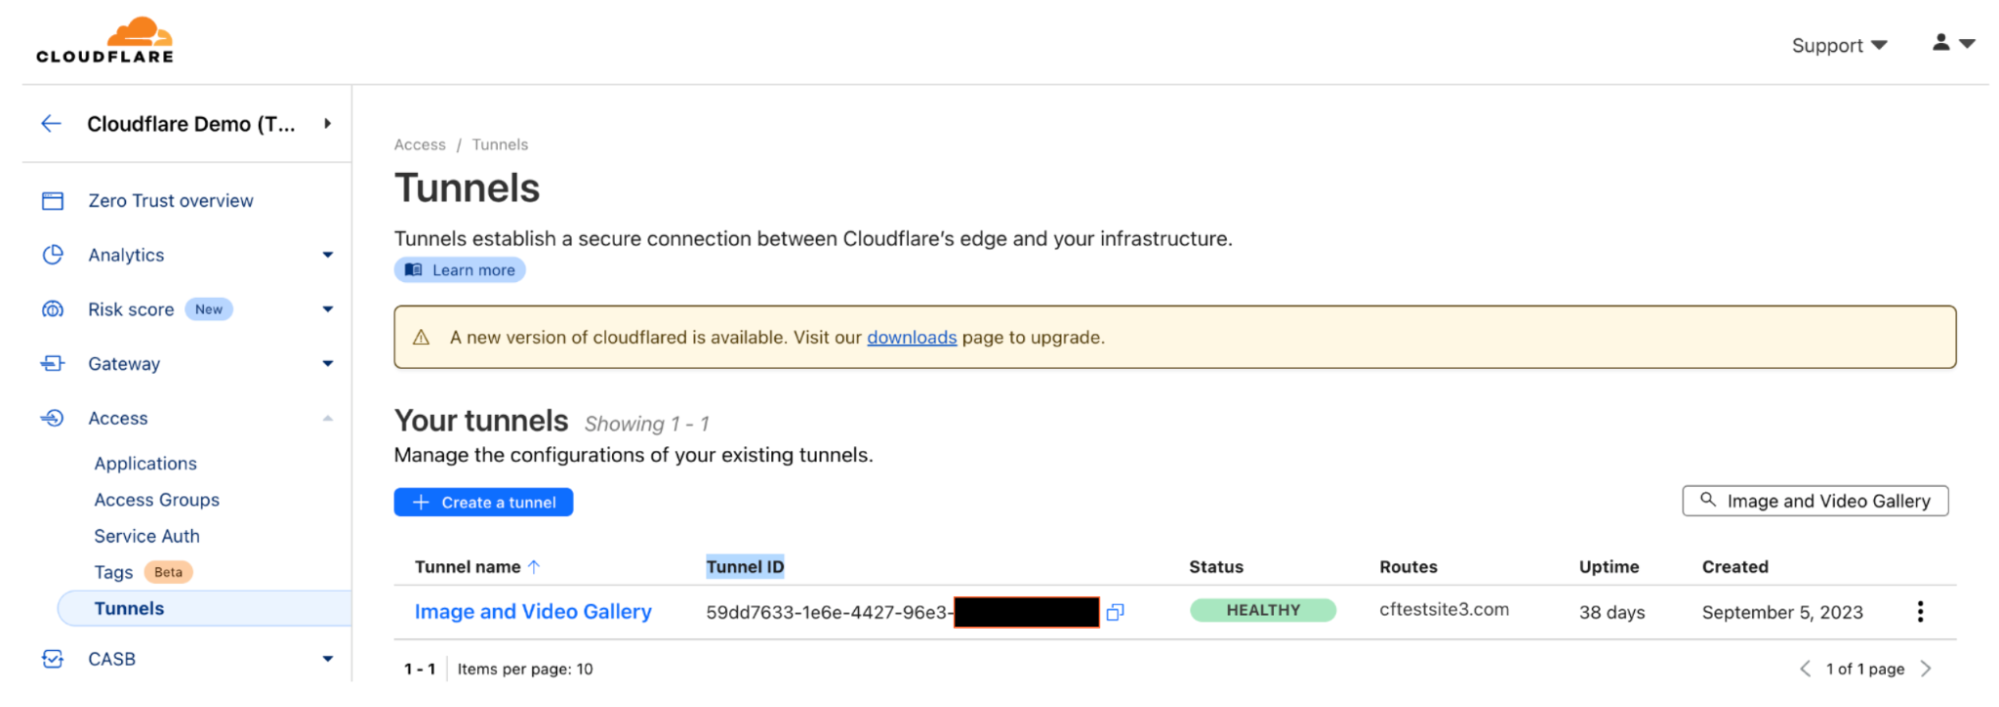 CLOUDFLARE
Support
Cloudflare Demo (T...
Zero Trust overview
Analytics
Risk score New
Gateway
Access
Applications
Access Groups
Service Auth
Tags Beta
Tunnels
CASB
Access / Tunnels
Tunnels
Tunnels establish a secure connection between Cloudflare's edge and your infrastructure.
Learn more
A new version of cloudflared is available. Visit our downloads page to upgrade.
Your tunnels Showing 1 - 1
Manage the configurations of your existing tunnels.
Create a tunnel
Image and Video Gallery
Tunnel name Tunnel ID Status Routes Uptime Created
Image and Video Gallery 59dd7633-1e6e-4427-96e3- HEALTHY cftestsite3.com 38 days September 5, 2023
1 - 1 Items per page: 10 1 of 1 page